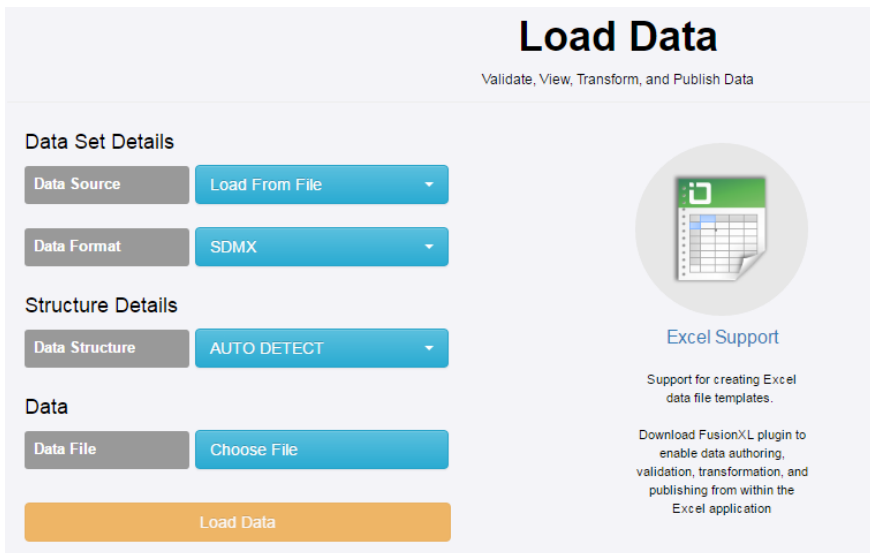 Load Data
Validate, View, Transform, and Publish Data
Data Set Details
Data Source
Load From File
Data Format
SDMX
Structure Details
Data Structure
AUTO DETECT
Data
Data File
Choose File
Load Data
Excel Support
Support for creating Excel
data file templates.
Download FusionXL plugin to
enable data authoring,
validation, transformation, and
publishing from within the
Excel application